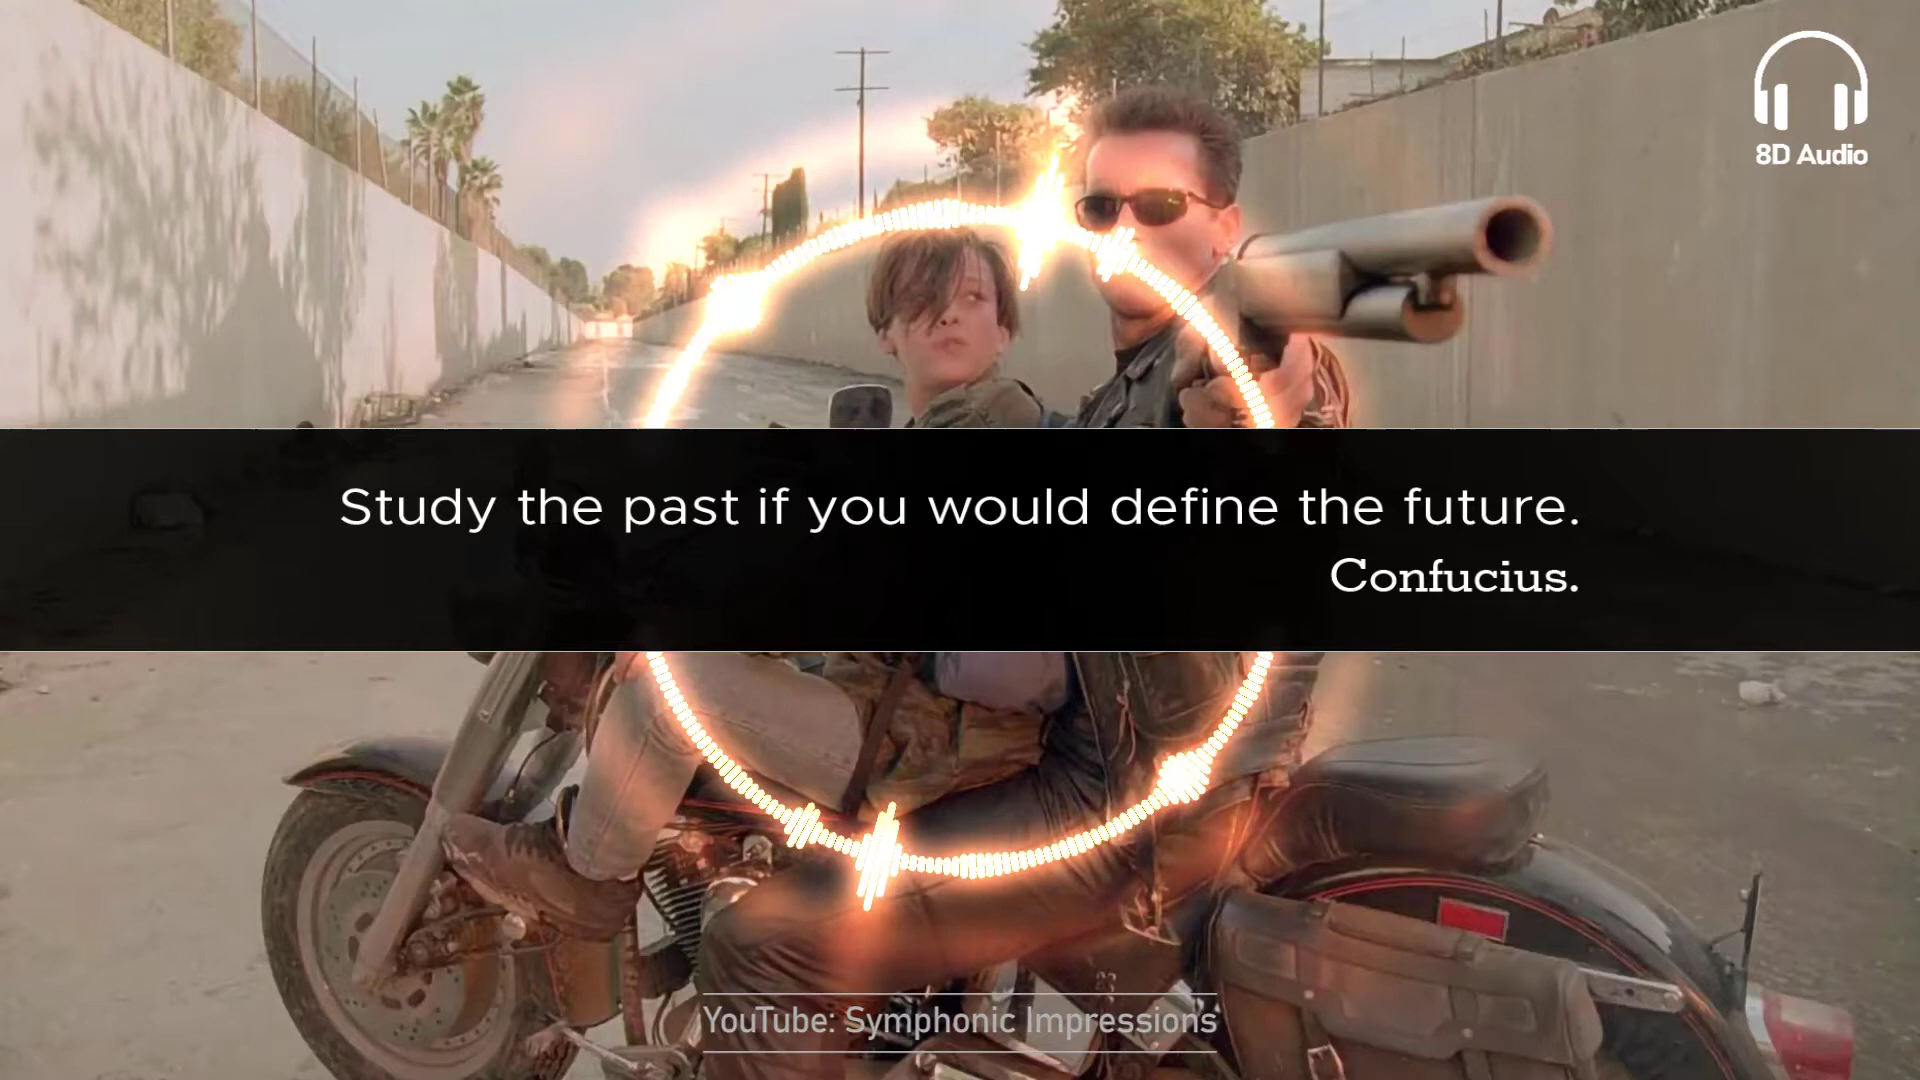 8D Audio
Study the past if you would define the future.
Confucius.
YouTube: Symphonic Impressions